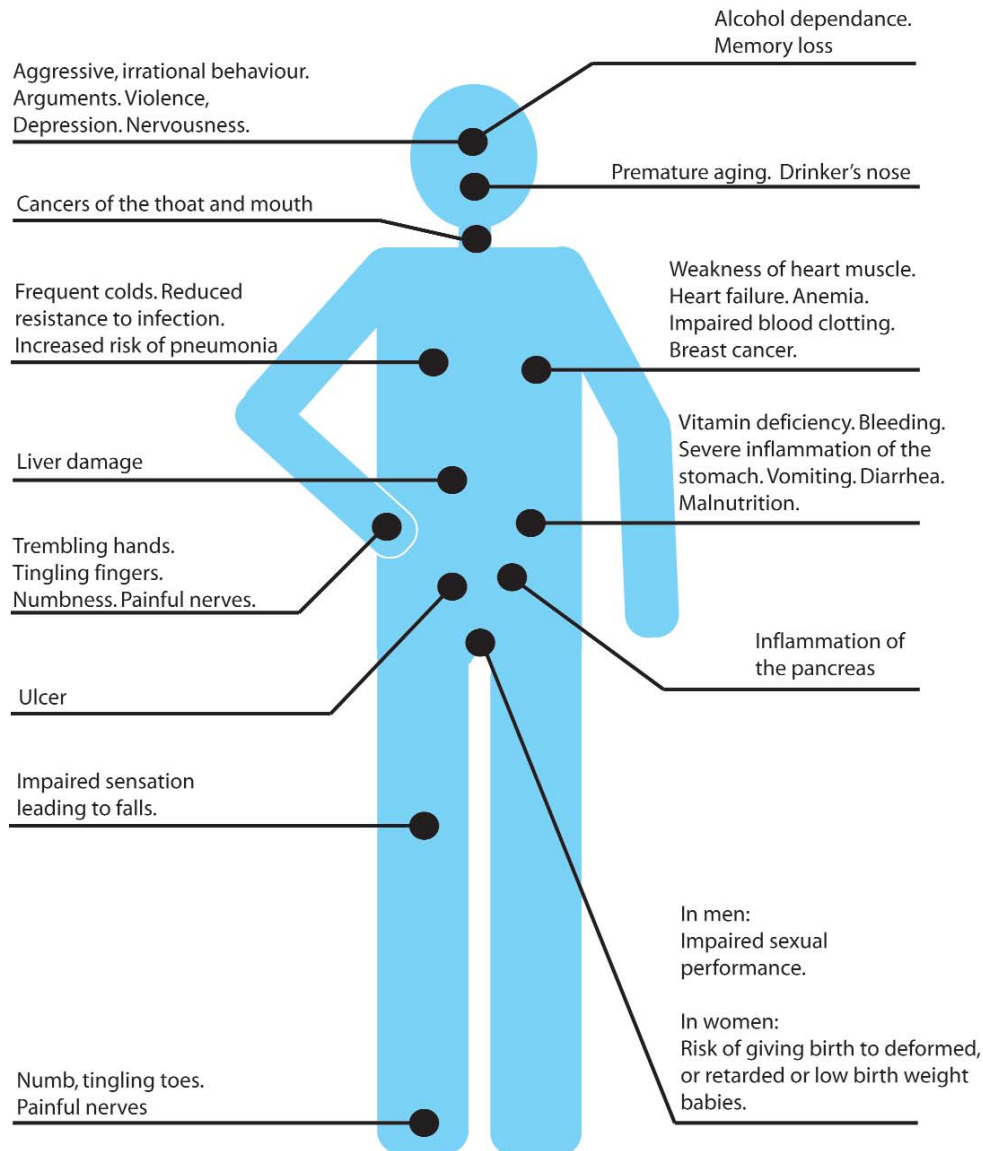 Alcohol dependance.
Memory loss
Aggressive, irrational behaviour.
Arguments. Violence,
Depression. Nervousness.
Premature aging. Drinker's nose
Cancers of the thoat and mouth
Weakness of heart muscle.
Heart failure. Anemia.
Impaired blood clotting.
Breast cancer.
Frequent colds. Reduced
resistance to infection.
Increased risk of pneumonia
Vitamin deficiency. Bleeding.
Severe inflammation of the
stomach. Vomiting. Diarrhea.
Malnutrition.
Liver damage
Trembling hands.
Tingling fingers.
Numbness. Painful nerves.
Inflammation of
the pancreas
Ulcer
Impaired sensation
leading to falls.
In men:
Impaired sexual
performance.
In women:
Risk of giving birth to deformed,
or retarded or low birth weight
babies.
Numb, tingling toes.
Painful nerves